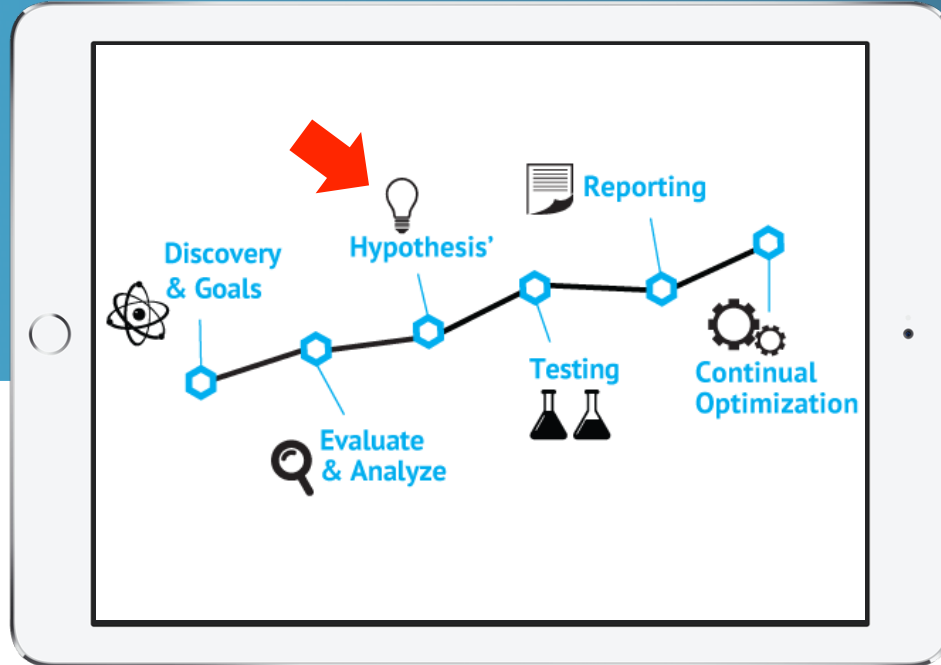 Discovery
& Goals
Evaluate
& Analyze
Hypothesis’
Testing
Reporting
Continual
Optimization